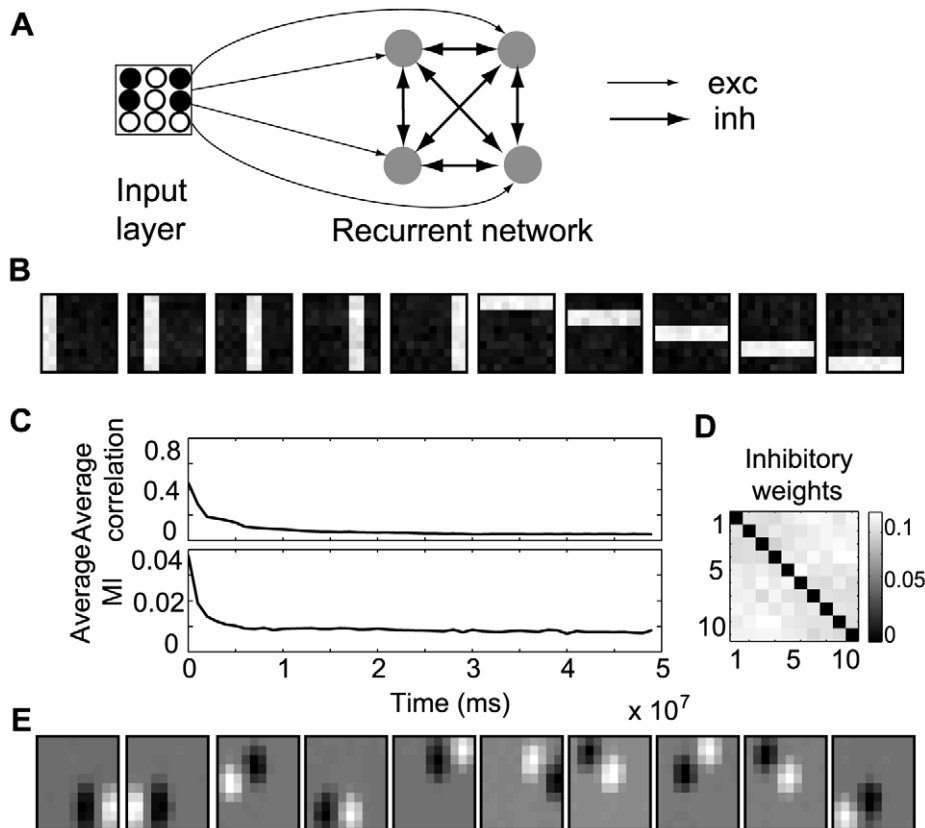 A
exc
inh
Input
layer
Recurrent network
B
C
Average
correlation
0.8
0.4
0
Average
MI
0.04
0.02
0
0 1 2 3 4 5
Time (ms)
x 10⁷
D
Inhibitory
weights
1
5
10
1 5 10
0.1
0.05
0
E